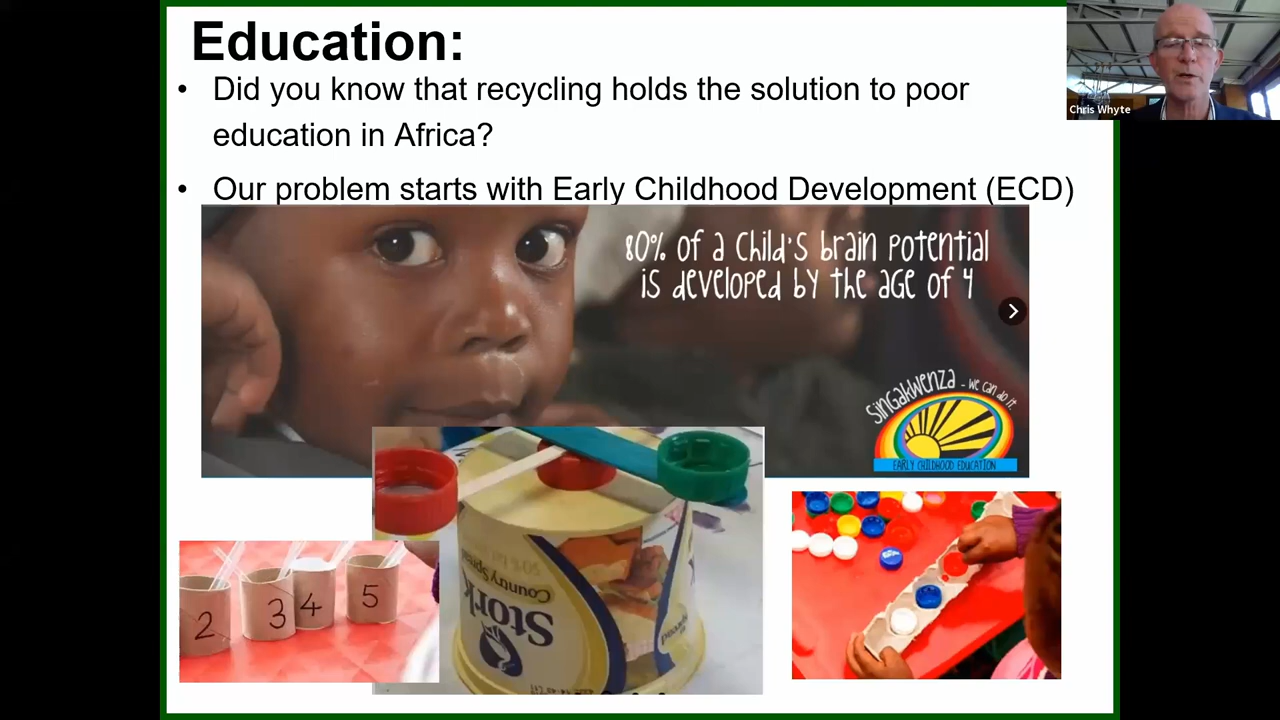 Education:
Chris Whyte
• Did you know that recycling holds the solution to poor
education in Africa?
• Our problem starts with Early Childhood Development (ECD)
80% of a child's brain potential
is developed by the age of 4
Singakwenza - we can do it.
EARLY CHILDHOOD EDUCATION
2
3
4
5
Stork
Country Spread